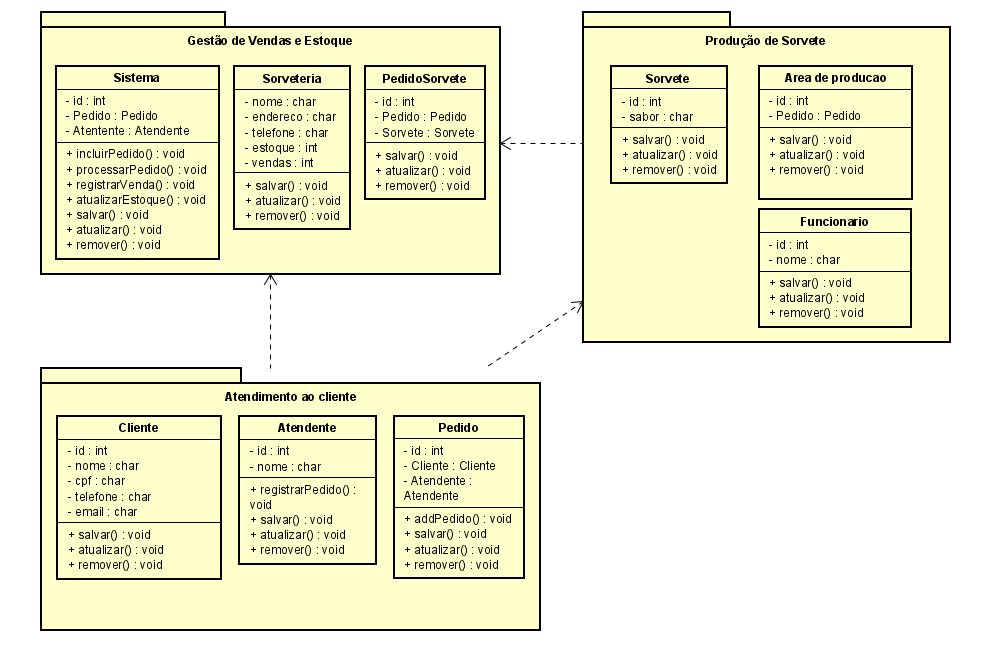 Gestão de Vendas e Estoque
Sistema
- id : int
- Pedido : Pedido
- Atentente : Atendente
+ incluirPedido() : void
+ processarPedido() : void
+ registrarVenda() : void
+ atualizarEstoque() : void
+ salvar() : void
+ atualizar() : void
+ remover() : void
Sorveteria
- nome : char
- endereco : char
- telefone : char
- estoque : int
- vendas : int
+ salvar() : void
+ atualizar() : void
+ remover() : void
PedidoSorvete
- id : int
- Pedido : Pedido
- Sorvete : Sorvete
+ salvar() : void
+ atualizar() : void
+ remover() : void
Produção de Sorvete
Sorvete
- id : int
- sabor : char
+ salvar() : void
+ atualizar() : void
+ remover() : void
Area de producao
- id : int
- Pedido : Pedido
+ salvar() : void
+ atualizar() : void
+ remover() : void
Funcionario
- id : int
- nome : char
+ salvar() : void
+ atualizar() : void
+ remover() : void
Atendimento ao cliente
Cliente
- id : int
- nome : char
- cpf : char
- telefone : char
- email : char
+ salvar() : void
+ atualizar() : void
+ remover() : void
Atendente
- id : int
- nome : char
+ registrarPedido() :
void
+ salvar() : void
+ atualizar() : void
+ remover() : void
Pedido
- id : int
- Cliente : Cliente
- Atendente :
Atendente
+ addPedido() : void
+ salvar() : void
+ atualizar() : void
+ remover() : void